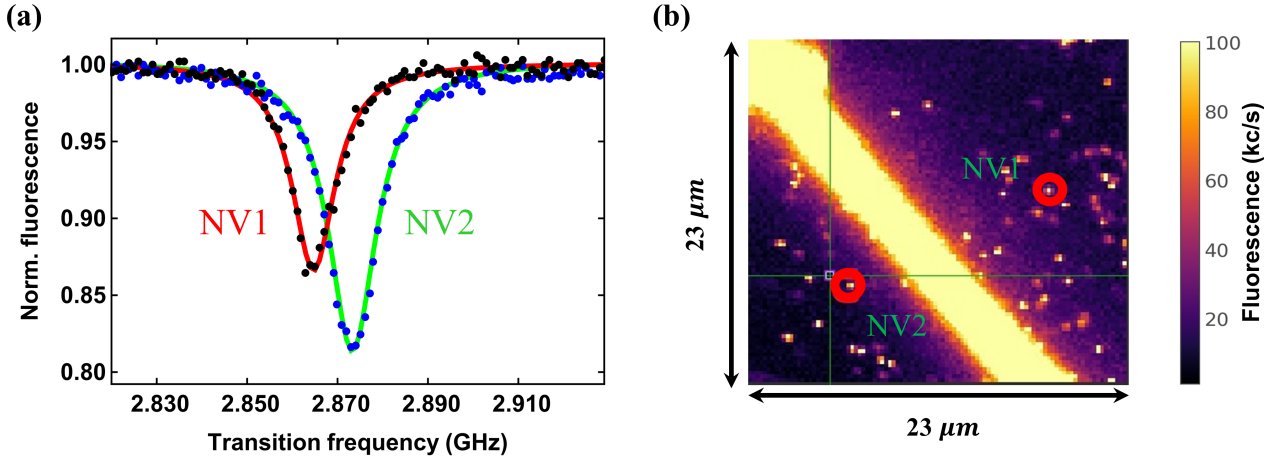 (a)
1.00
0.95
0.90
0.85
0.80
Norm. fluorescence
NV1
NV2
2.830
2.850
2.870
2.890
2.910
Transition frequency (GHz)
(b)
23 μm
NV1
NV2
23 μm
100
80
60
40
20
Fluorescence (kc/s)